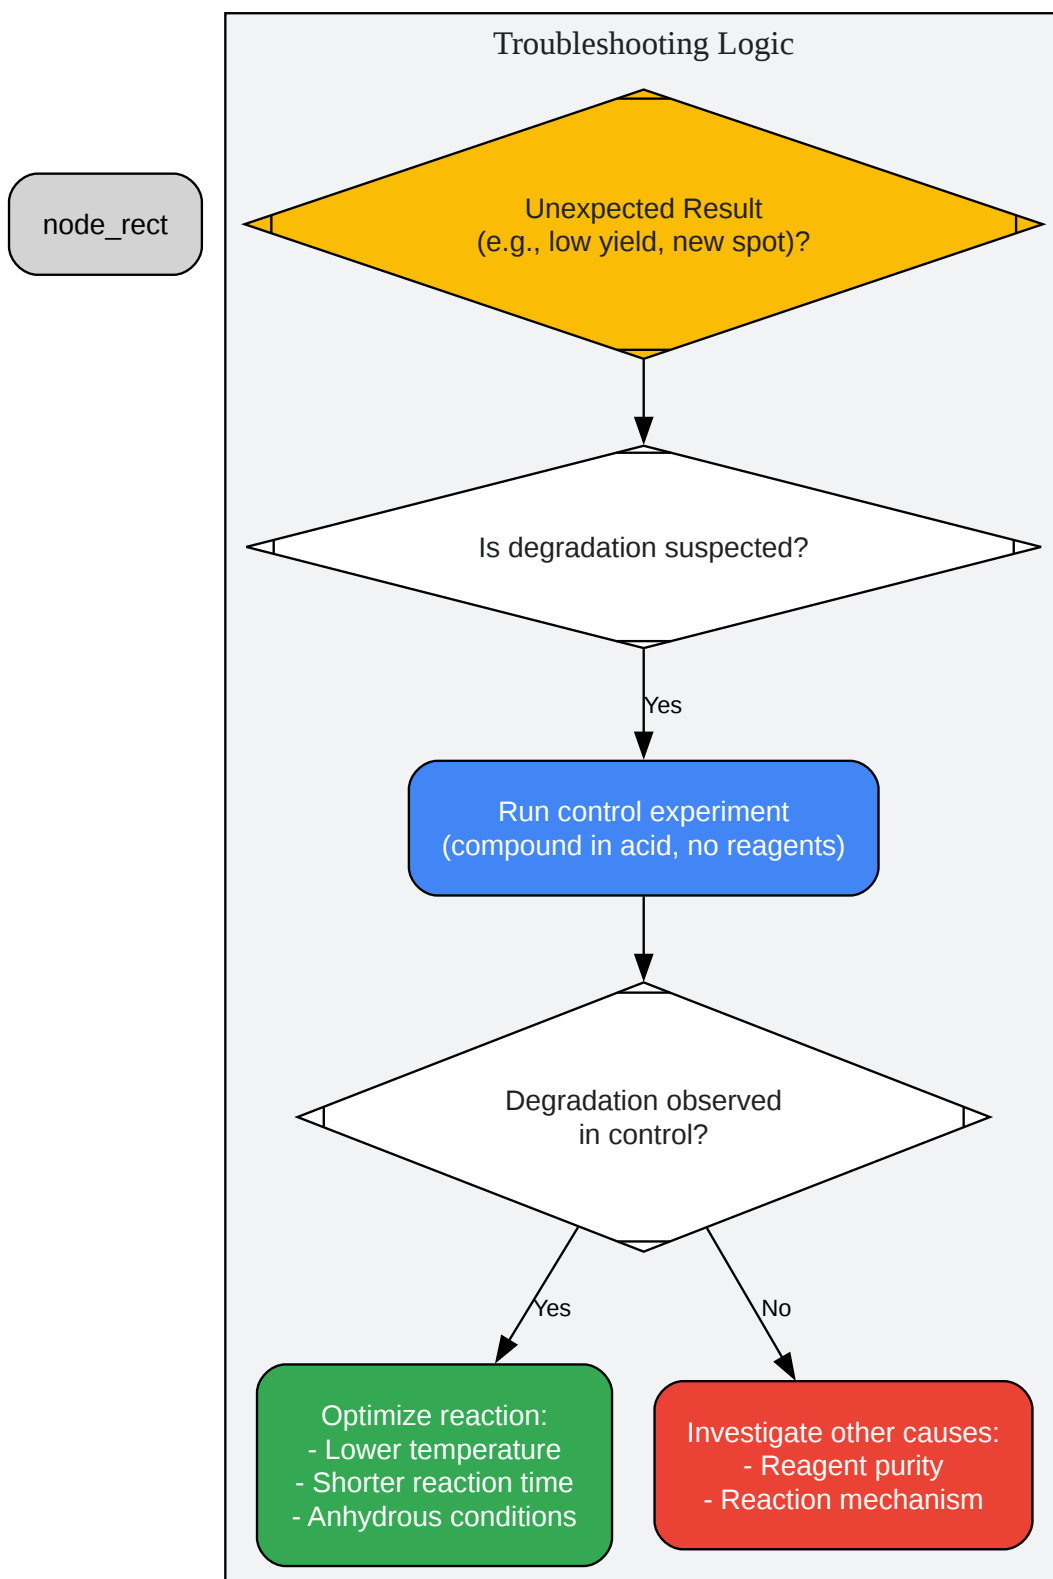 Troubleshooting Logic
node_rect
Unexpected Result
(e.g., low yield, new spot)?
Is degradation suspected?
Yes
Run control experiment
(compound in acid, no reagents)
Degradation observed
in control?
Yes
No
Optimize reaction:
- Lower temperature
- Shorter reaction time
- Anhydrous conditions
Investigate other causes:
- Reagent purity
- Reaction mechanism